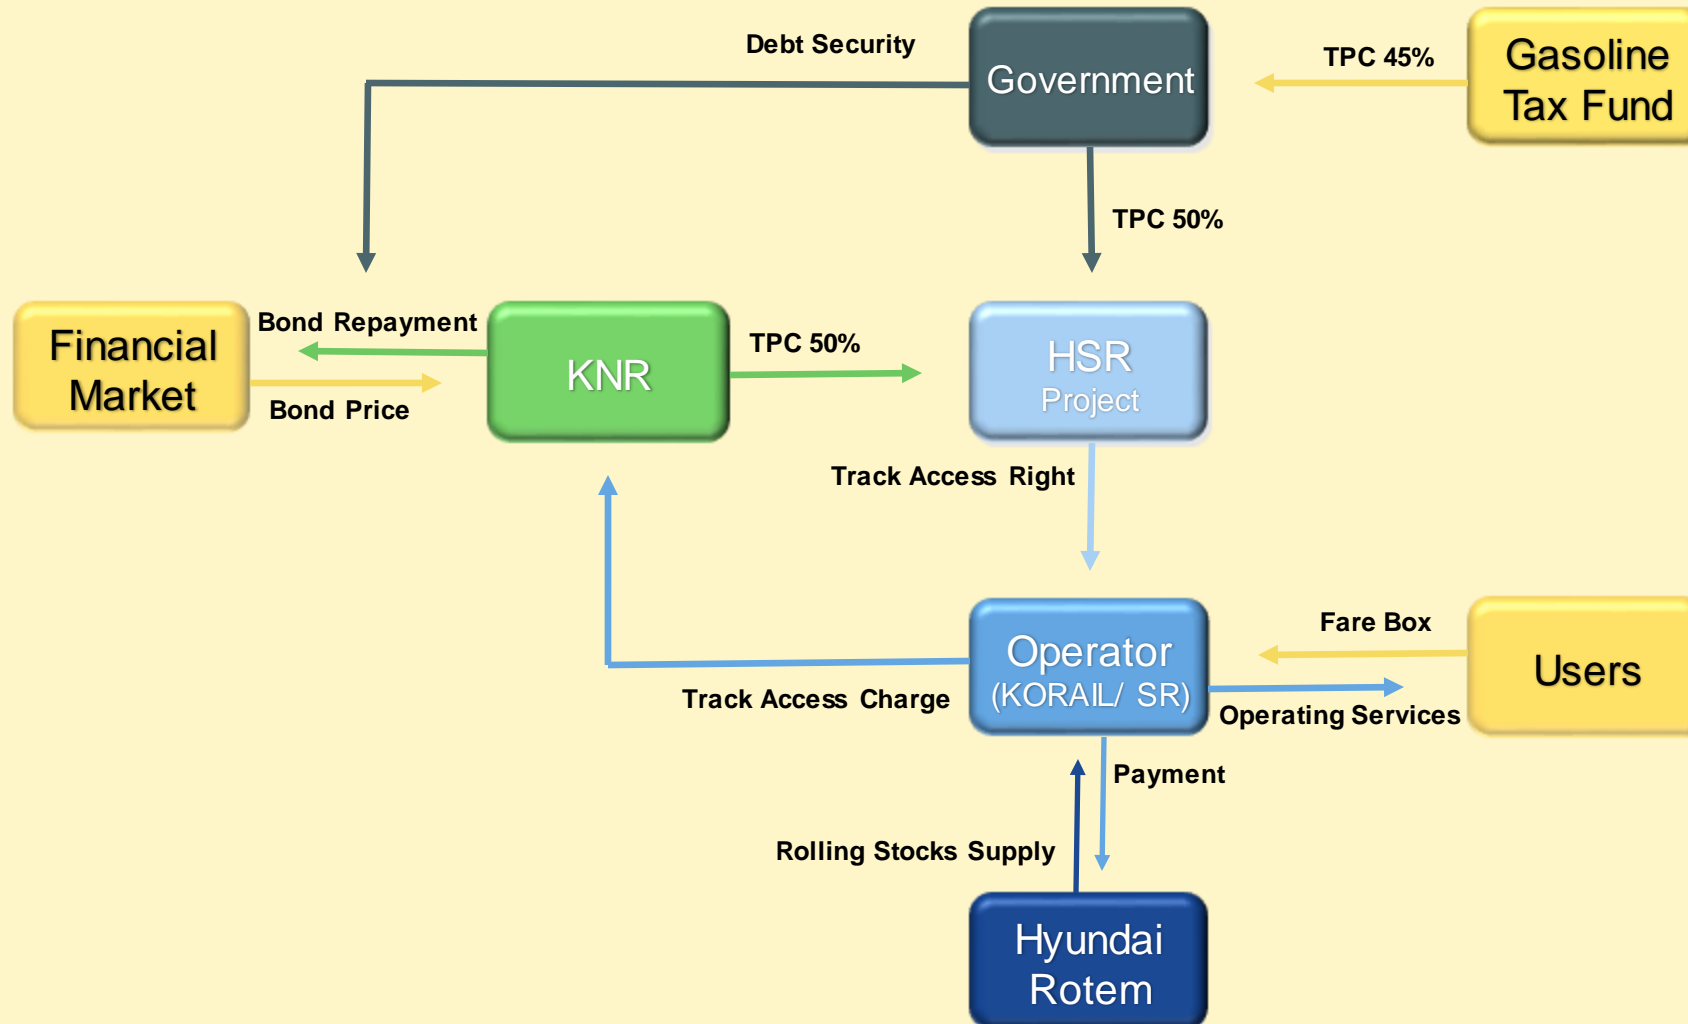 Debt Security
Government
TPC 45%
Gasoline
Tax Fund
TPC 50%
Financial
Market
Bond Repayment
Bond Price
KNR
TPC 50%
HSR
Project
Track Access Right
Track Access Charge
Operator
(KORAIL/ SR)
Fare Box
Operating Services
Users
Payment
Rolling Stocks Supply
Hyundai
Rotem